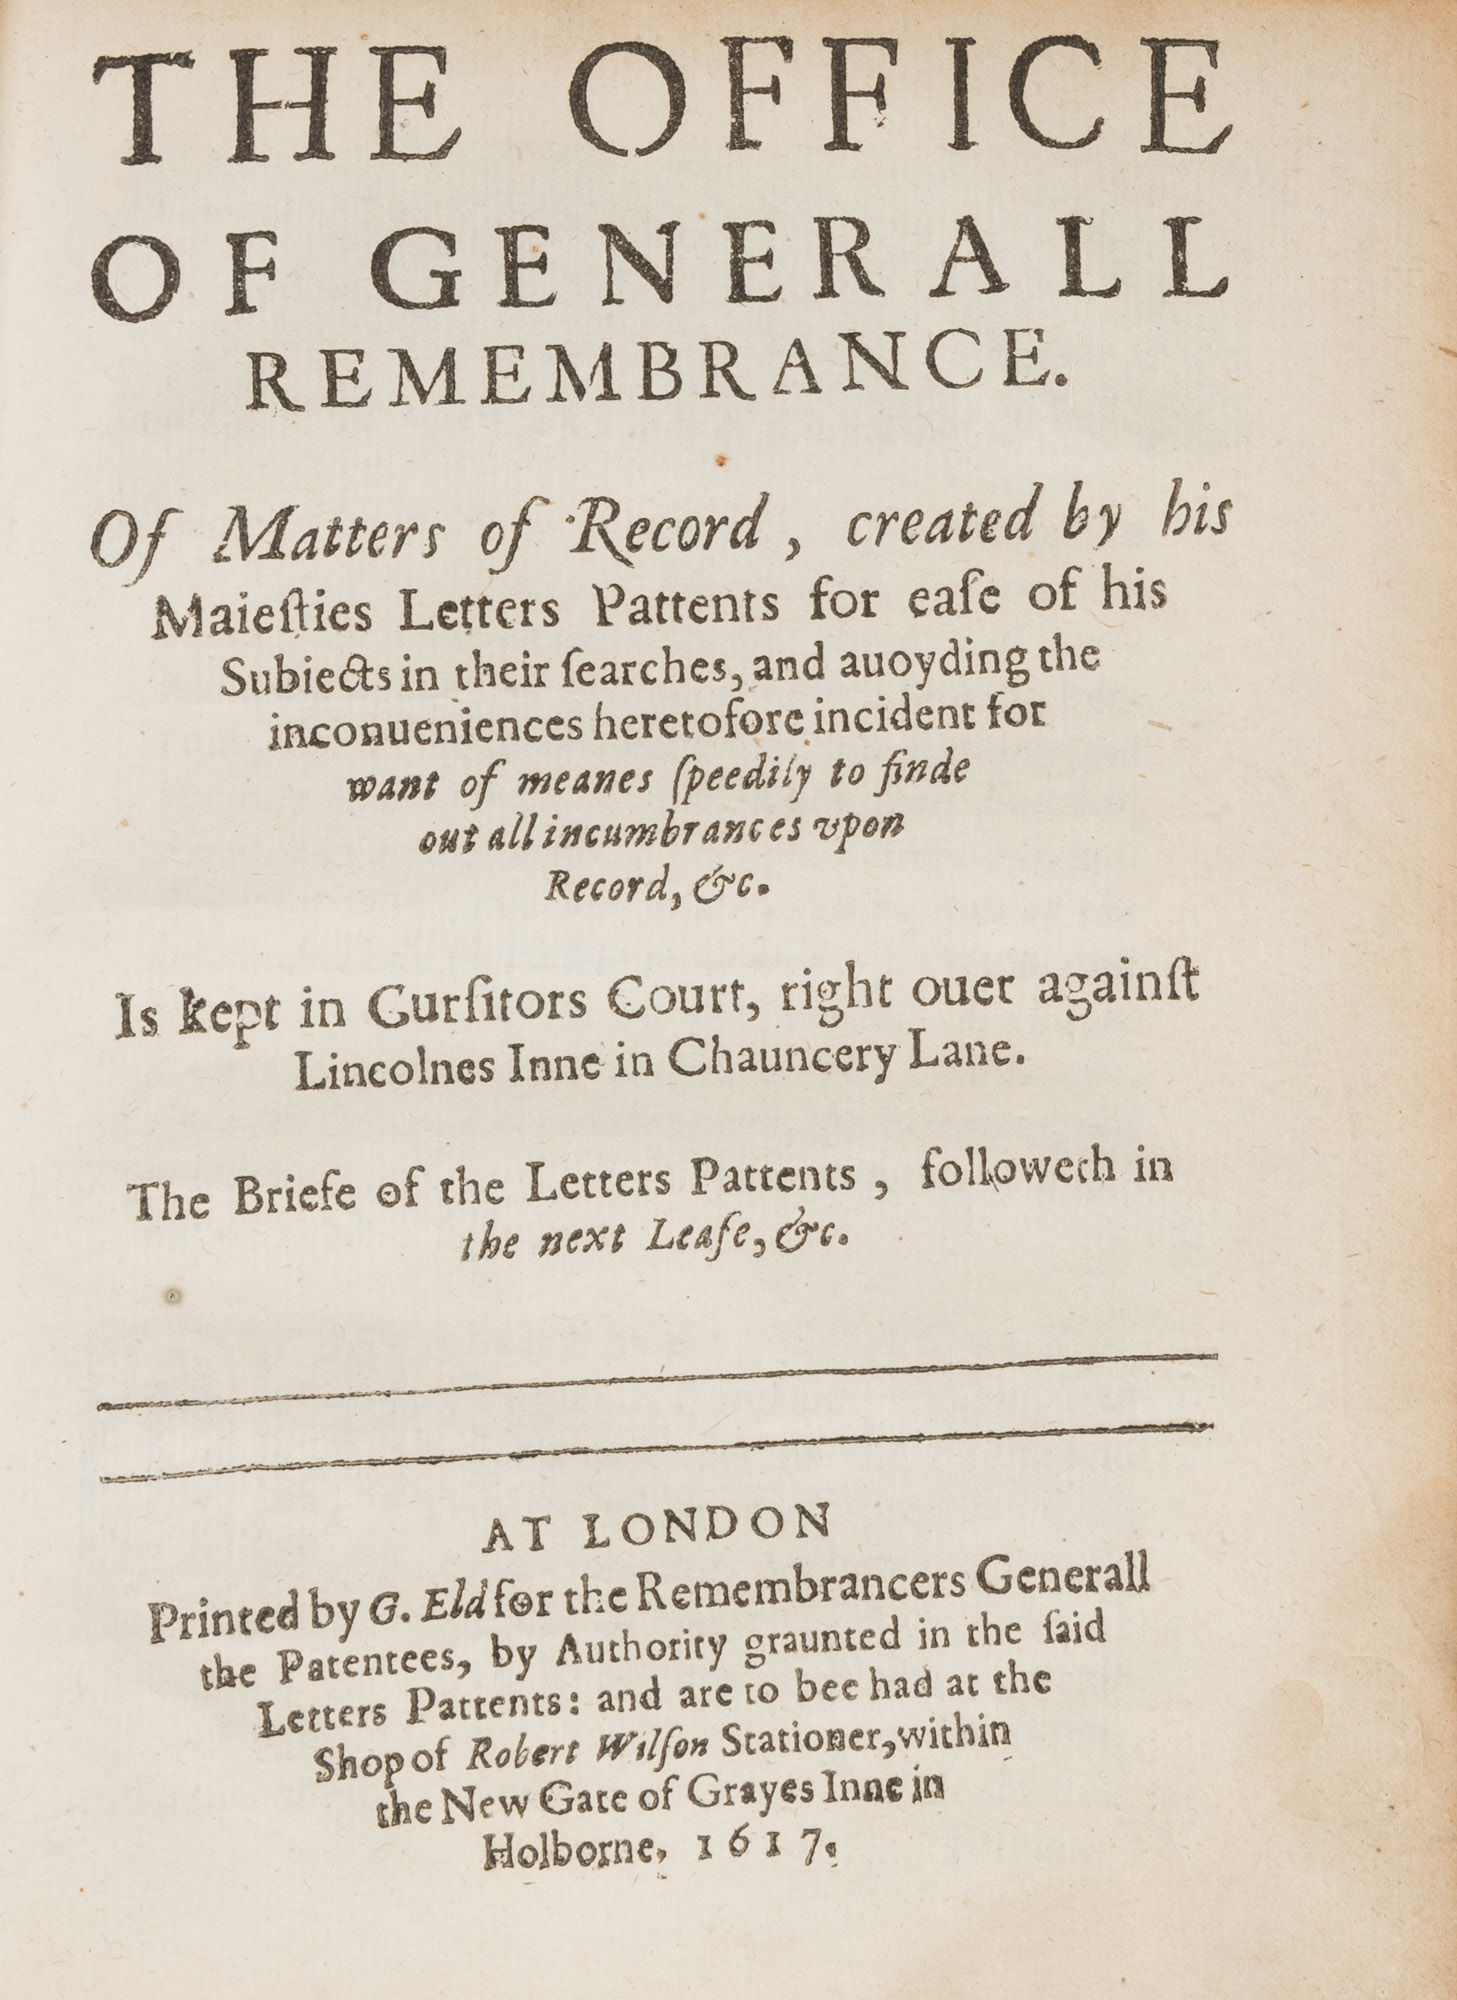 THE OFFICE
OF GENERALL
REMEMBRANCE.
Of Matters of Record, created by his
Maieſties Letters Pattents for eaſe of his
Subiects in their ſearches, and auoyding the
inconueniences heretofore incident for
want of meanes ſpeedily to finde
out all incumbrances vpon
Record, &c.
Is kept in Curſitors Court, right ouer againſt
Lincolnes Inne in Chauncery Lane.
The Briefe of the Letters Pattents, followeth in
the next Leafe, &c.
AT LONDON
Printed by G. Eld for the Remembrancers Generall
the Patentees, by Authority graunted in the ſaid
Letters Pattents: and are to bee had at the
Shop of Robert Wilſon Stationer, within
the New Gate of Grayes Inne in
Holborne. 1617.